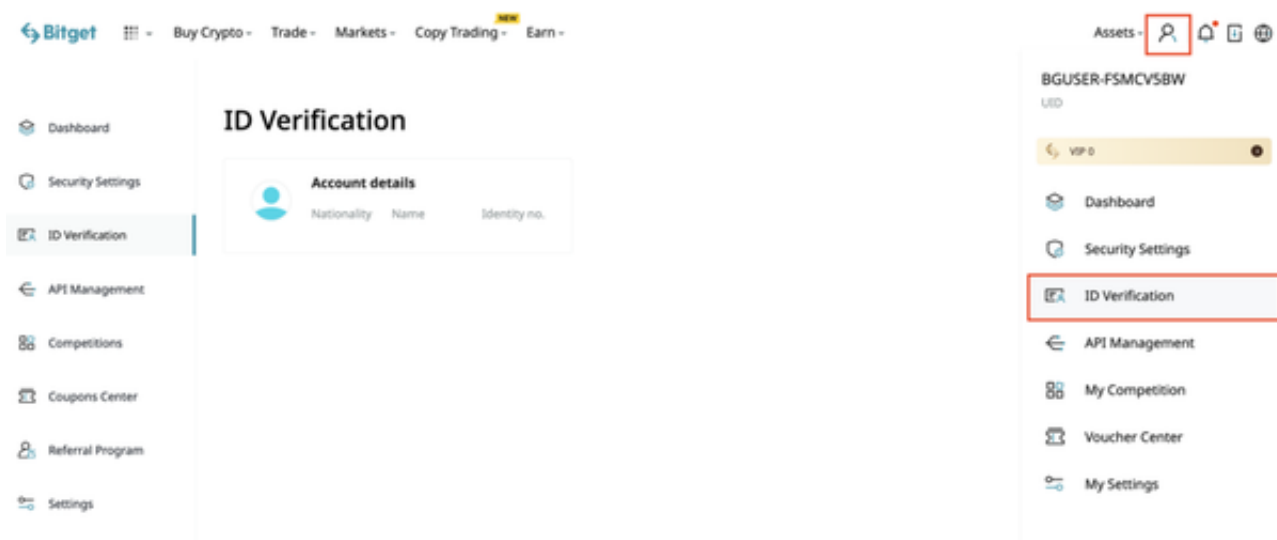 Bitget Buy Crypto Trade Markets Copy Trading NEW Earn Assets
BGUSER-FSMCV5BW
UID
VIP 0
ID Verification
Account details
Nationality Name Identity no.
Dashboard
Security Settings
ID Verification
API Management
Competitions
Coupons Center
Referral Program
Settings
Dashboard
Security Settings
ID Verification
API Management
My Competition
Voucher Center
My Settings